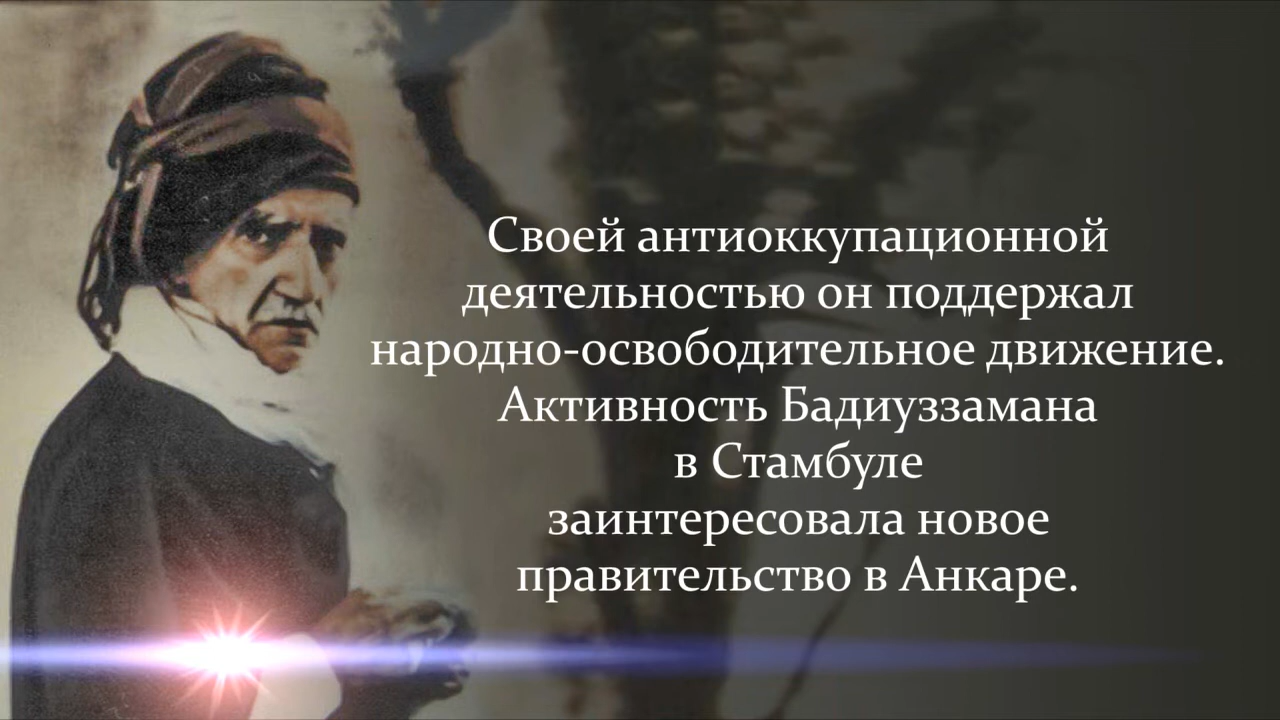 Своей антиоккупационной
деятельностью он поддержал
народно-освободительное движение.
Активность Бадиуззамана
в Стамбуле
заинтересовала новое
правительство в Анкаре.